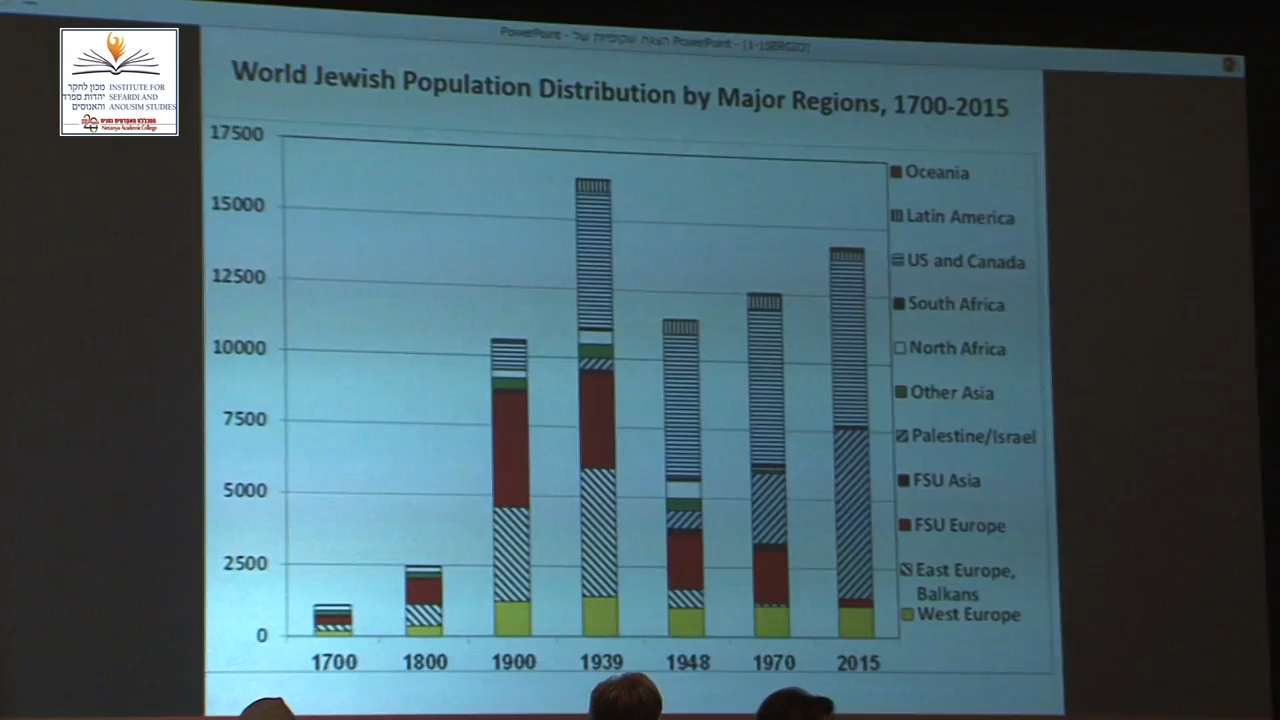 PowerPoint - הצגת שקופיות של PowerPoint - [1-1SERGIO]
מכון לחקר
יהדות ספרד
והאנוסים
INSTITUTE FOR
SEFARDI AND
ANOUSIM STUDIES
המכללה האקדמית נתניה
Netanya Academic College
World Jewish Population Distribution by Major Regions, 1700-2015
17500
15000
12500
10000
7500
5000
2500
0
1700 1800 1900 1939 1948 1970 2015
Oceania
Latin America
US and Canada
South Africa
North Africa
Other Asia
Palestine/Israel
FSU Asia
FSU Europe
East Europe,
Balkans
West Europe